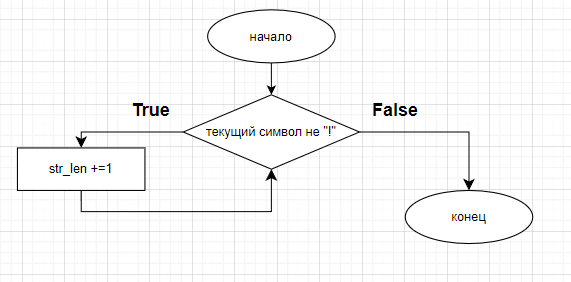 начало
True
False
текущий символ не "!"
str_len +=1
конец